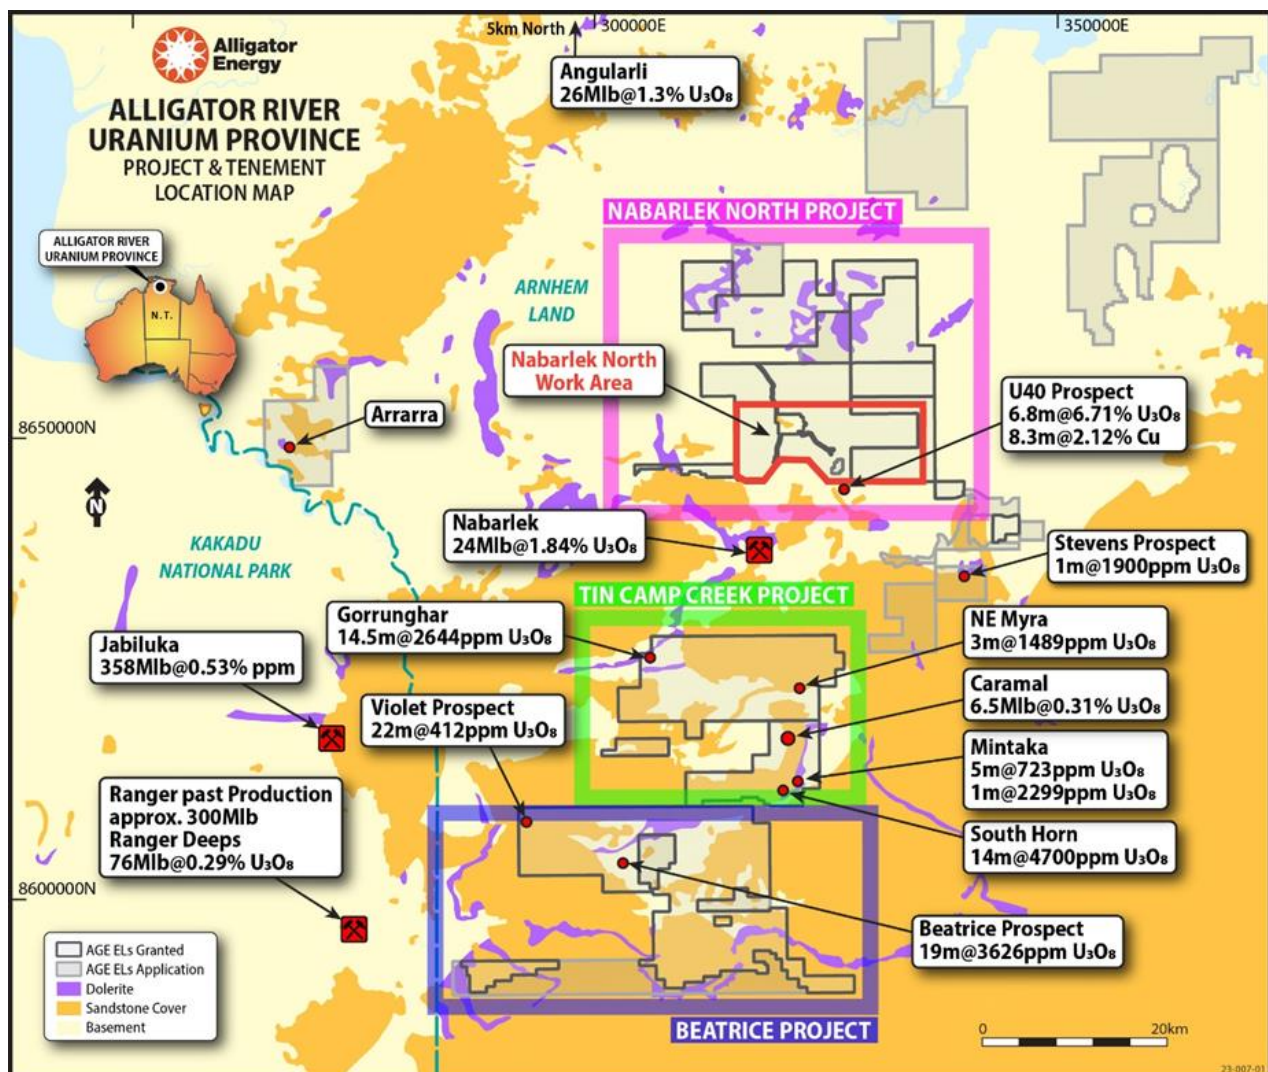 Alligator
Energy
ALLIGATOR RIVER
URANIUM PROVINCE
PROJECT & TENEMENT
LOCATION MAP
5km North
300000E
350000E
Angularli
26Mlb@1.3% U₃O₈
ALLIGATOR RIVER
URANIUM PROVINCE
N.T.
NABARLEK NORTH PROJECT
ARNHEM
LAND
Nabarlek North
Work Area
U40 Prospect
6.8m@6.71% U₃O₈
8.3m@2.12% Cu
Arrarra
8650000N
N
KAKADU
NATIONAL PARK
Nabarlek
24Mlb@1.84% U₃O₈
Stevens Prospect
1m@1900ppm U₃O₈
TIN CAMP CREEK PROJECT
Gorrunghar
14.5m@2644ppm U₃O₈
NE Myra
3m@1489ppm U₃O₈
Jabiluka
358Mlb@0.53% ppm
Caramal
6.5Mlb@0.31% U₃O₈
Violet Prospect
22m@412ppm U₃O₈
Mintaka
5m@723ppm U₃O₈
1m@2299ppm U₃O₈
Ranger past Production
approx. 300Mlb
Ranger Deeps
76Mlb@0.29% U₃O₈
South Horn
14m@4700ppm U₃O₈
8600000N
Beatrice Prospect
19m@3626ppm U₃O₈
AGE ELs Granted
AGE ELs Application
Dolerite
Sandstone Cover
Basement
BEATRICE PROJECT
0
20km
23-007-01